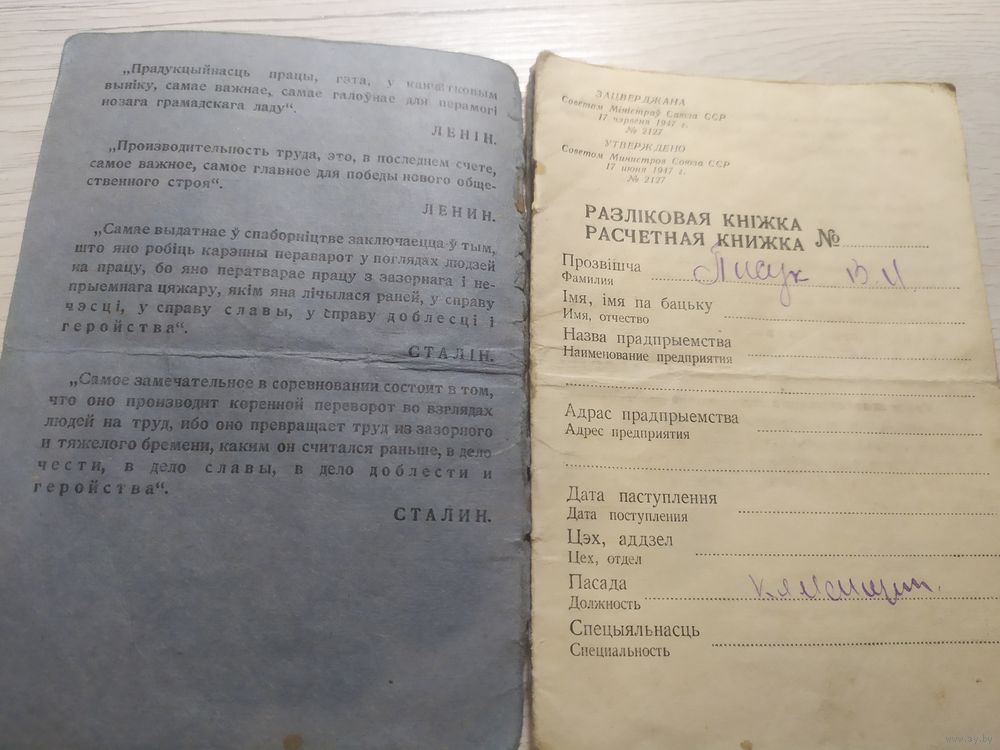 „Прадукцыйнасць працы, гэта, у канчатковым
выніку, самае важнае, самае галоўнае для перамогі
новага грамадскага ладу“.
ЛЕНІН.
„Производительность труда, это, в последнем счете,
самое важное, самое главное для победы нового обще-
ственного строя“.
ЛЕНИН.
„Самае выдатнае ў спаборніцтве заключаецца ў тым,
што яно робіць карэнны пераварот у поглядах людзей
на працу, бо яно ператварае працу з зазорнага і не-
прыемнага цяжару, якім яна лічылася раней, у справу
чэсці, у справу славы, у справу доблесці і
геройства“.
СТАЛІН.
„Самое замечательное в соревновании состоит в том,
что оно производит коренной переворот во взглядах
людей на труд, ибо оно превращает труд из зазорного
и тяжелого бремени, каким он считался раньше, в дело
чести, в дело славы, в дело доблести и
геройства“.
СТАЛИН.
ЗАЦВЕРДЖАНА
Советам Міністраў Саюза ССР
17 чэрвеня 1947 г.
№ 2127
УТВЕРЖДЕНО
Советом Министров Союза ССР
17 июня 1947 г.
№ 2127
РАЗЛІКОВАЯ КНІЖКА
РАСЧЕТНАЯ КНИЖКА №
Прозвішча
Фамилия
В. И.
Імя, імя па бацьку
Имя, отчество
Назва прадпрыемства
Наименование предприятия
Адрас прадпрыемства
Адрес предприятия
Дата паступлення
Дата поступления
Цэх, аддзел
Цех, отдел
Пасада
Должность
Спецыяльнасць
Специальность
www.ay.by